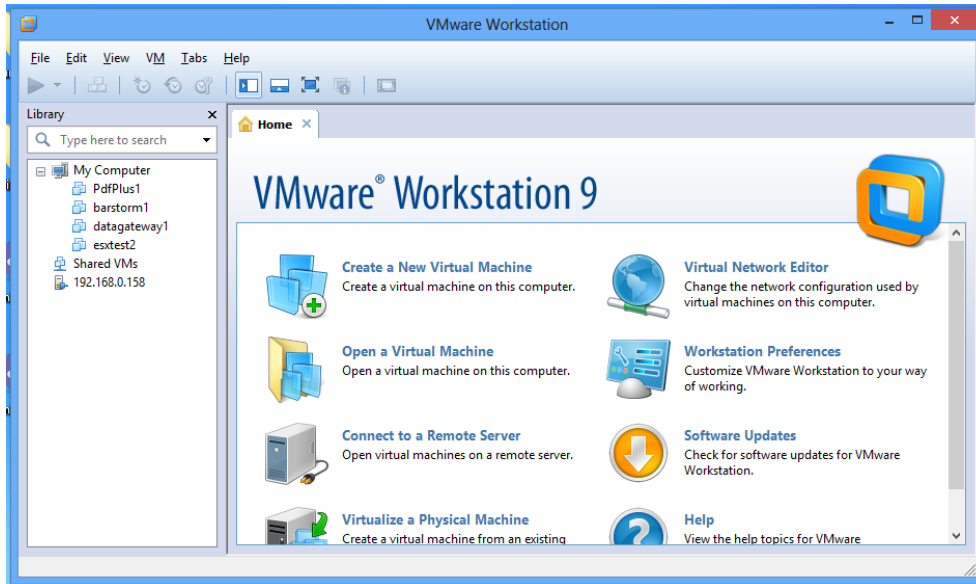 VMware Workstation
File Edit View VM Tabs Help
Library
Home
Type here to search
My Computer
PdfPlus1
barstorm1
datagateway1
esxtest2
Shared VMs
192.168.0.158
VMware® Workstation 9
Create a New Virtual Machine
Create a virtual machine on this computer.
Open a Virtual Machine
Open a virtual machine on this computer.
Connect to a Remote Server
Open virtual machines on a remote server.
Virtualize a Physical Machine
Create a virtual machine from an existing
Virtual Network Editor
Change the network configuration used by
virtual machines on this computer.
Workstation Preferences
Customize VMware Workstation to your way
of working.
Software Updates
Check for software updates for VMware
Workstation.
Help
View the help topics for VMware